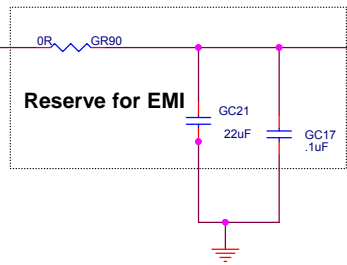 0R GR90
Reserve for EMI
GC21
22uF
GC17
.1uF